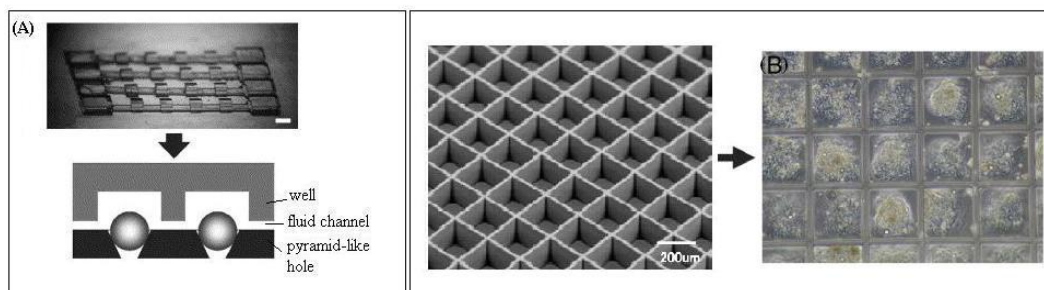 (A)
well
fluid channel
pyramid-like
hole
200um
(B)